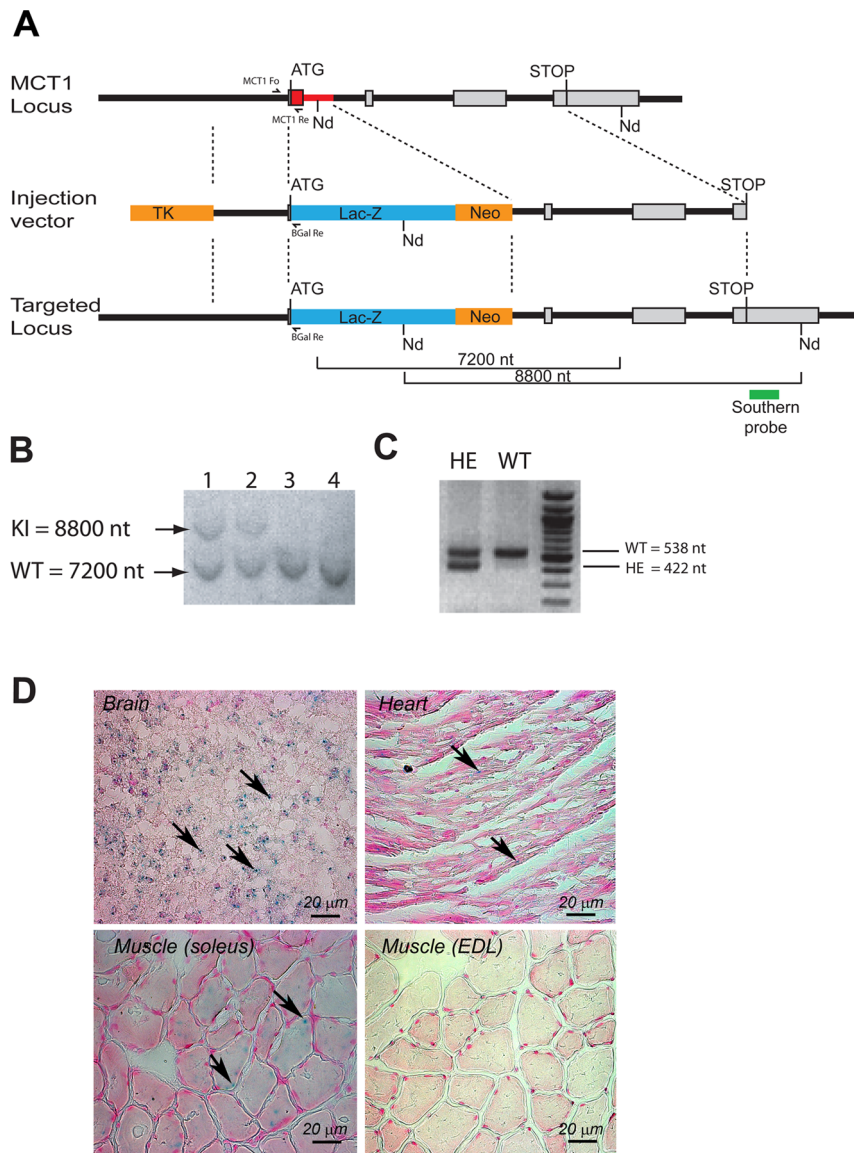 A
MCT1 Fo
ATG
STOP
MCT1
Locus
MCT1 Re
Nd
Nd
ATG
STOP
Injection
vector
TK
Lac-Z
Neo
BGal Re
Nd
ATG
STOP
Targeted
Locus
Lac-Z
Neo
BGal Re
Nd
Nd
7200 nt
8800 nt
Southern
probe
B
1 2 3 4
KI = 8800 nt
WT = 7200 nt
C
HE WT
WT = 538 nt
HE = 422 nt
D
Brain
20 μm
Heart
20 μm
Muscle (soleus)
20 μm
Muscle (EDL)
20 μm